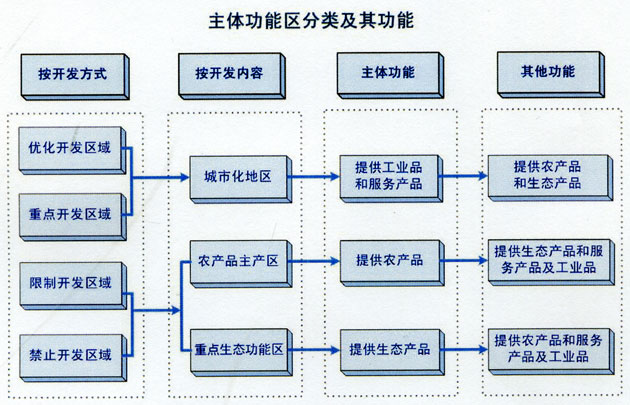 主体功能区分类及其功能
按开发方式
按开发内容
主体功能
其他功能
优化开发区域
重点开发区域
限制开发区域
禁止开发区域
城市化地区
农产品主产区
重点生态功能区
提供工业品
和服务产品
提供农产品
提供生态产品
提供农产品
和生态产品
提供生态产品和服
务产品及工业品
提供农产品和服务
产品及工业品